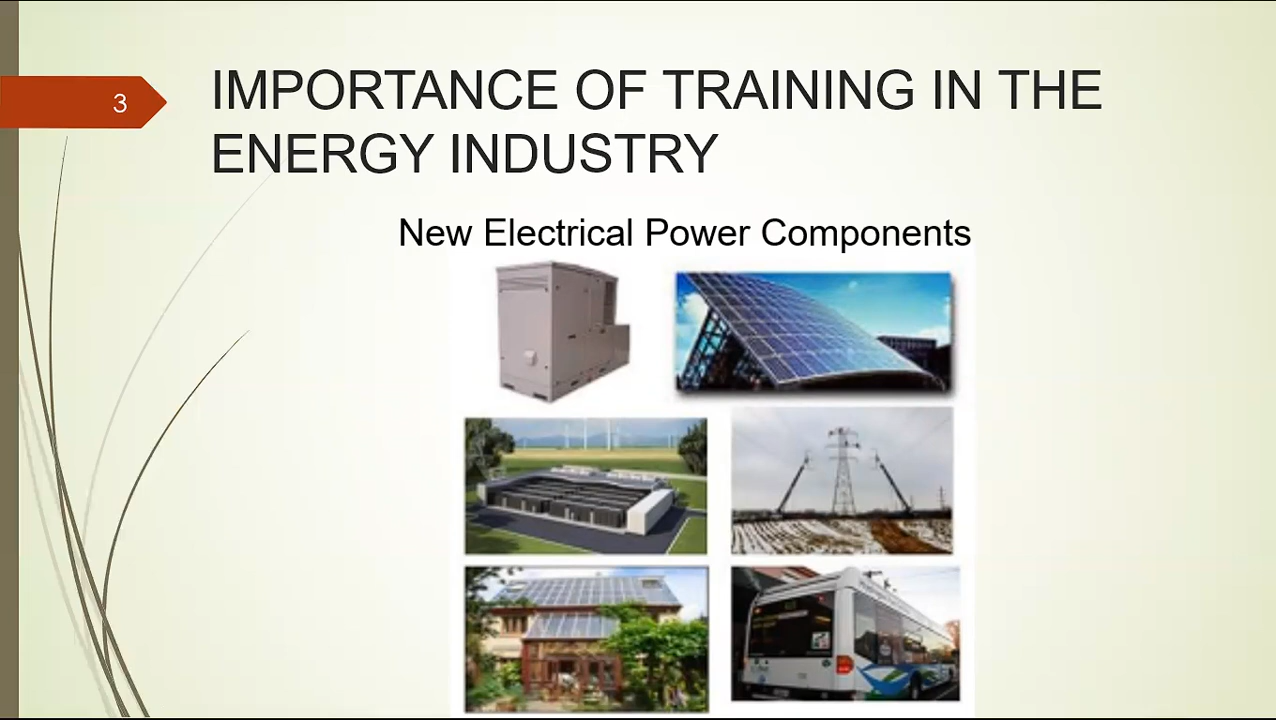 3
IMPORTANCE OF TRAINING IN THE
ENERGY INDUSTRY
New Electrical Power Components